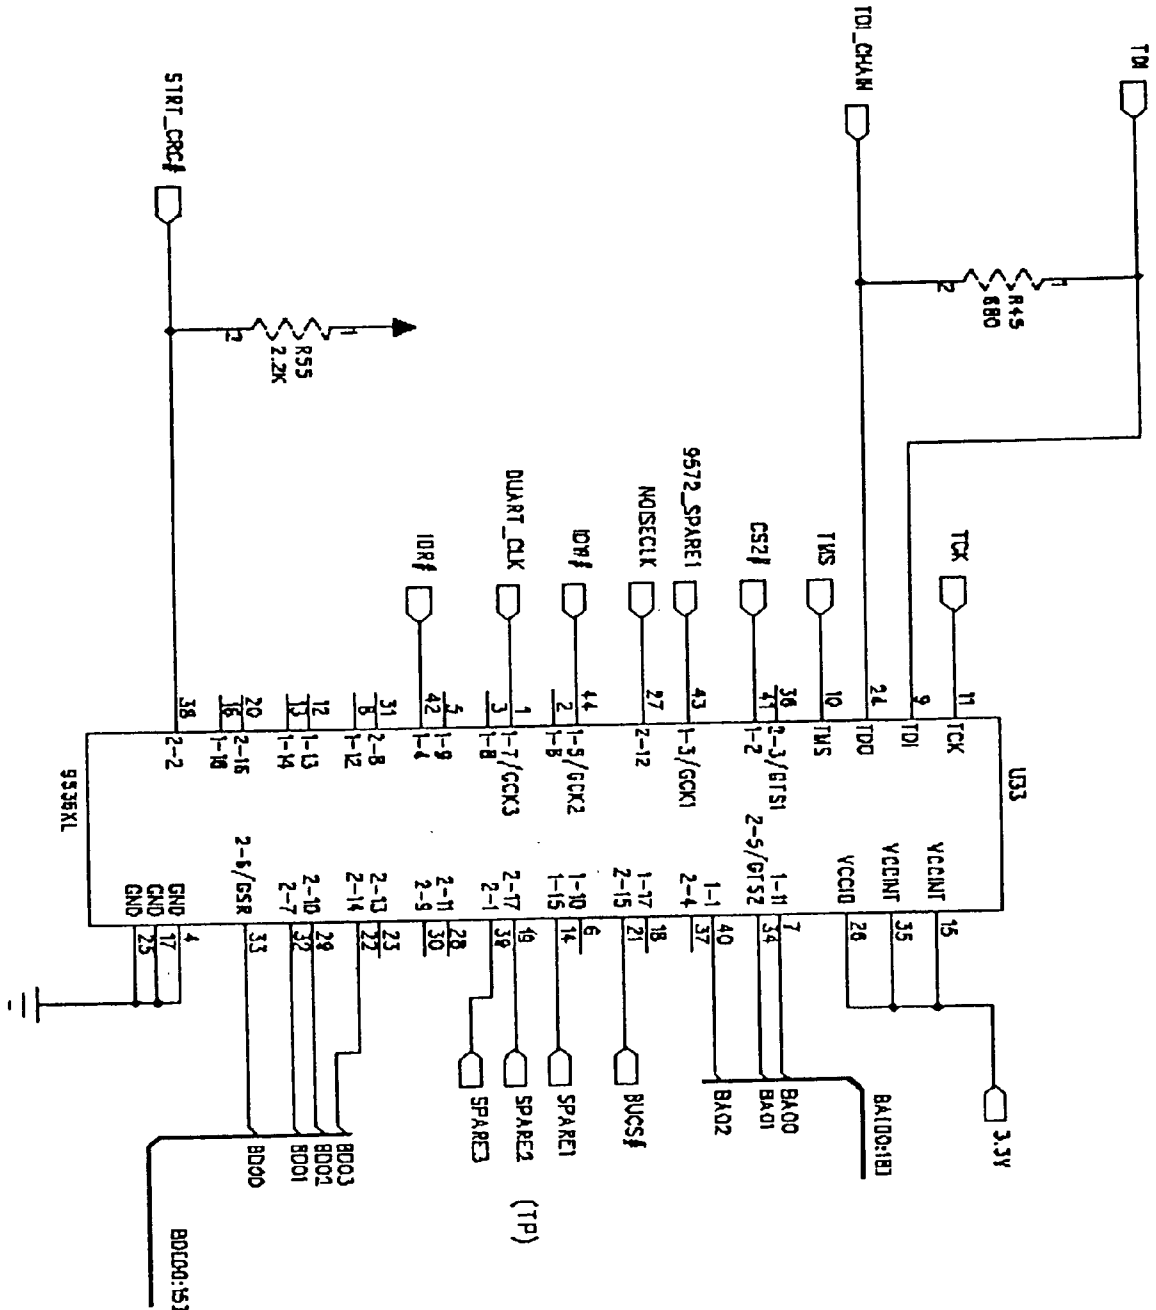 TDI
TDI_CHAIN
R45
680
1
2
STRT_CRC#
R55
2.2K
1
2
TCK
TMS
CS2#
9572_SPARE1
NOISECLK
IOW#
DUART_CLK
IOR#
U33
11 TCK
9 TDI
24 TDO
10 TMS
36 2-3/GTS1
41 1-2
43 1-3/GCK1
27 2-12
44 1-5/GCK2
2
1 1-7/GCK3
3 1-8
5 1-9
42 1-4
31 2-8
8 1-12
12 1-13
13 1-14
20 2-16
16
38 2-2
VCCINT 15
VCCINT 35
VCCIO 26
1-11 7
2-5/GTS2 34
1-1 40
2-4 37
1-17 18
2-15 21
1-10 6
1-15 14
2-17 19
2-1 39
2-11 28
2-9 30
2-13 23
2-14 22
2-10 29
2-7 32
2-6/GSR 33
GND 4
GND 17
GND 25
9536XL
3.3V
BA[00:18]
BA00
BA01
BA02
BUCS#
SPARE1
SPARE2
SPARE3
(TP)
BD03
BD02
BD01
BD00
BD[00:15]